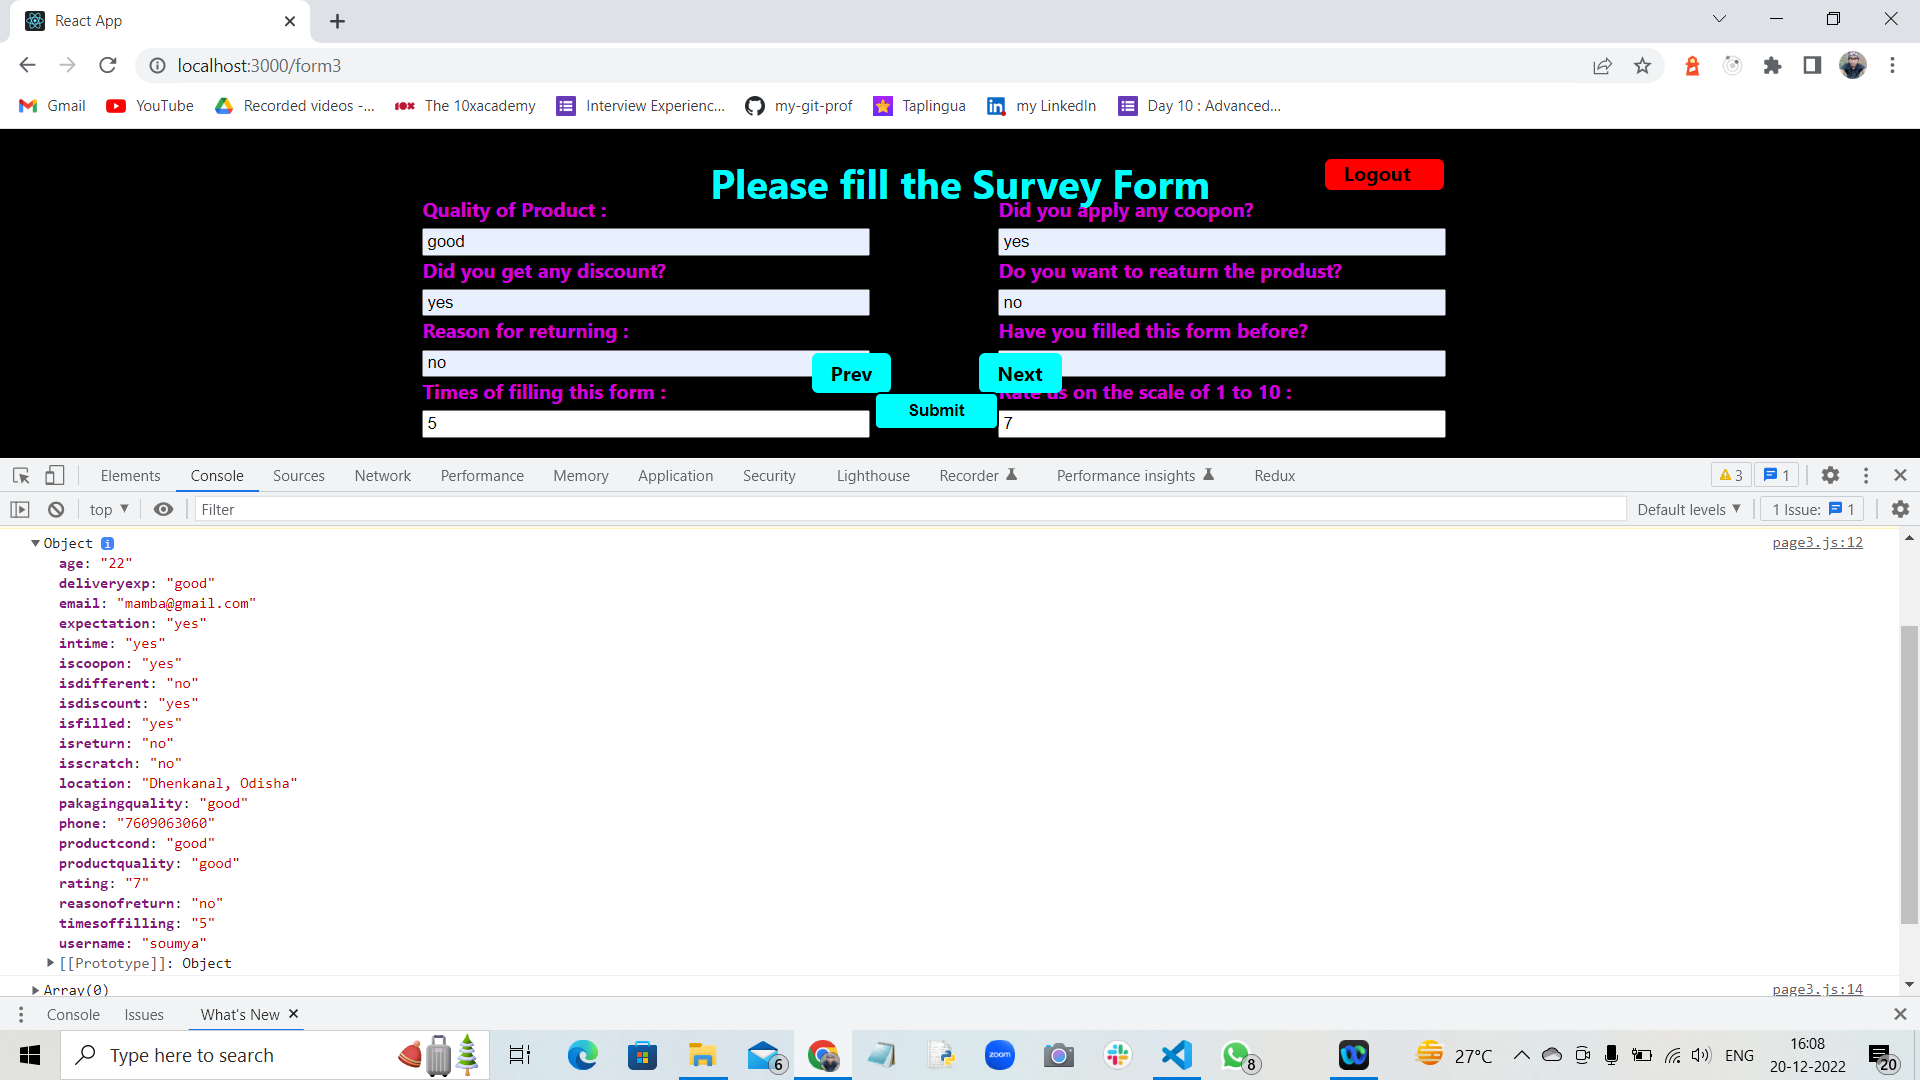 React App
localhost:3000/form3
Gmail YouTube Recorded videos -... The 10xacademy Interview Experienc... my-git-prof Taplingua my LinkedIn Day 10 : Advanced...
Please fill the Survey Form
Logout
Quality of Product : Did you apply any coopon?
good yes
Did you get any discount? Do you want to reaturn the produst?
yes no
Reason for returning : Have you filled this form before?
no
Prev Next
Times of filling this form : us on the scale of 1 to 10 :
Submit
5 7
Elements Console Sources Network Performance Memory Application Security Lighthouse Recorder Performance insights Redux 3 1
top Filter Default levels 1 Issue: 1
Object i page3.js:12
age: "22"
deliveryexp: "good"
email: "mamba@gmail.com"
expectation: "yes"
intime: "yes"
iscoopon: "yes"
isdifferent: "no"
isdiscount: "yes"
isfilled: "yes"
isreturn: "no"
isscratch: "no"
location: "Dhenkanal, Odisha"
pakagingquality: "good"
phone: "7609063060"
productcond: "good"
productquality: "good"
rating: "7"
reasonofreturn: "no"
timesoffilling: "5"
username: "soumya"
[[Prototype]]: Object
Array(0) page3.js:14
Console Issues What's New
Type here to search 6 zoom 8 27°C ENG 16:08
20-12-2022 20